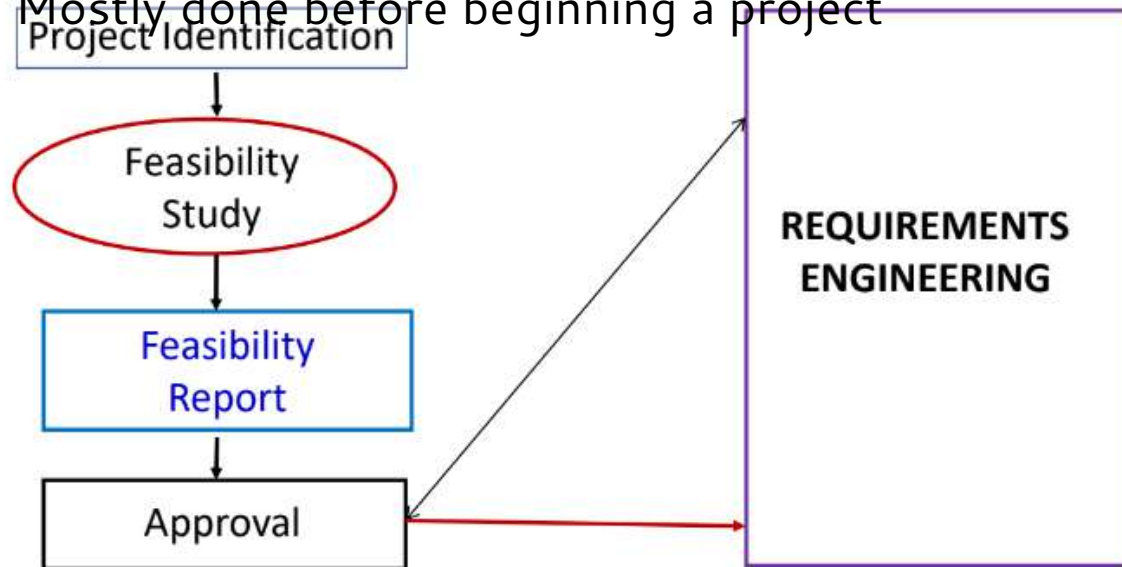 Mostly done before beginning a project
Project Identification
Feasibility
Study
Feasibility
Report
Approval
REQUIREMENTS
ENGINEERING